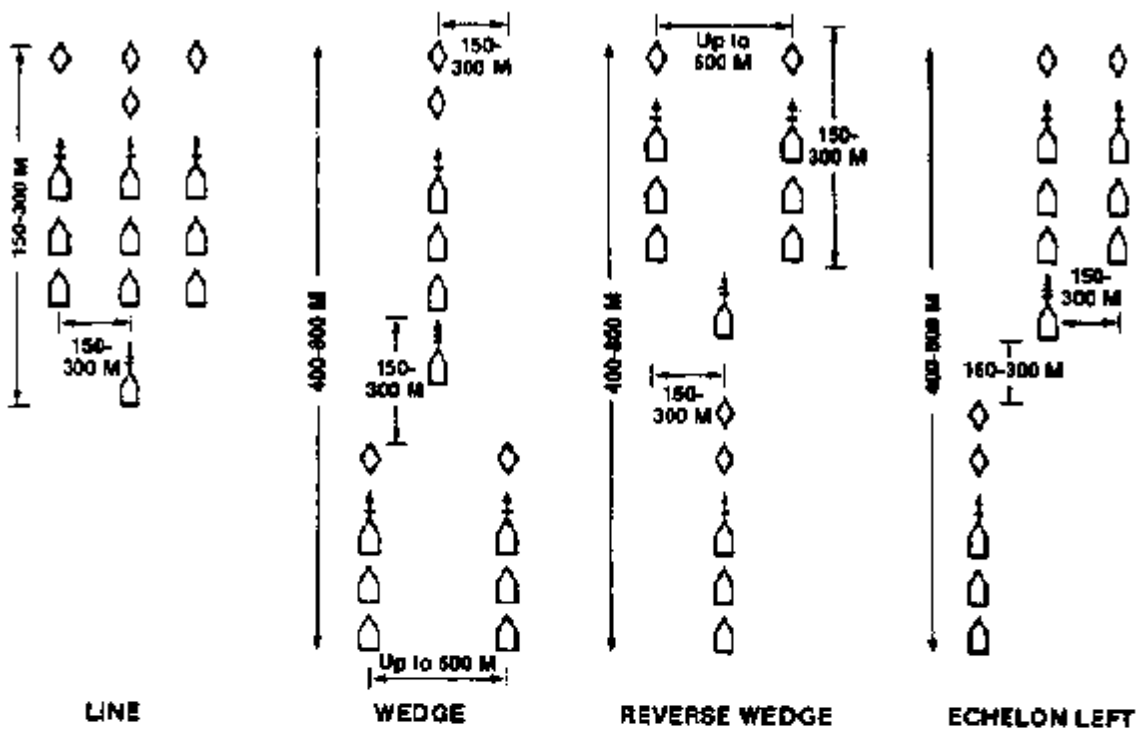 150-300 M
150-
300 M
LINE
400-800 M
150-
300 M
150-
300 M
Up to 600 M
WEDGE
400-800 M
Up to
600 M
150-
300 M
150-
300 M
REVERSE WEDGE
400-800 M
150-
300 M
150-300 M
ECHELON LEFT